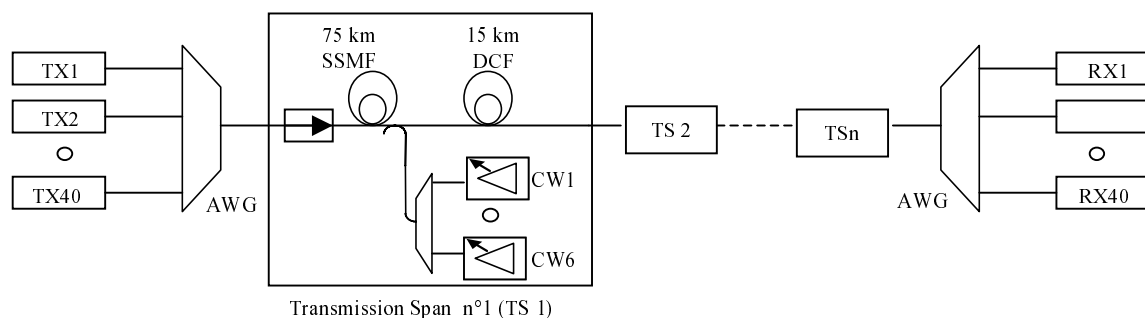 75 km
SSMF
15 km
DCF
TX1
TX2
TX40
AWG
CW1
CW6
TS 2
TSn
AWG
RX1
RX40
Transmission Span n°1 (TS 1)